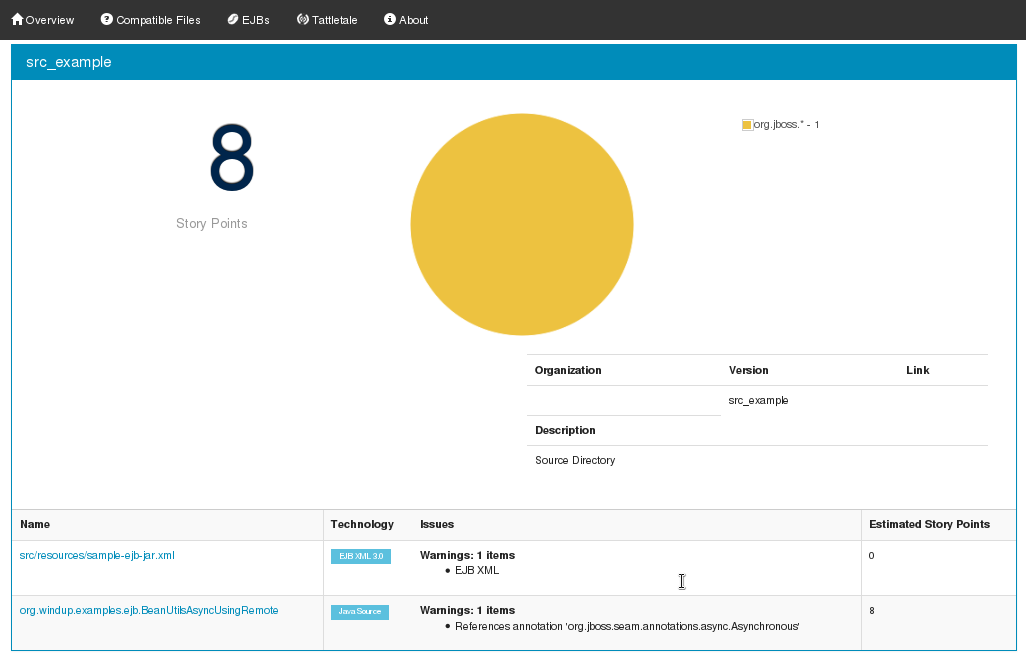 Overview Compatible Files EJBs Tattletale About
src_example
8
Story Points
org.jboss.* - 1
Organization Version Link
src_example
Description
Source Directory
Name Technology Issues Estimated Story Points
src/resources/sample-ejb-jar.xml EJB XML 3.0 Warnings: 1 items 0
• EJB XML
org.windup.examples.ejb.BeanUtilsAsyncUsingRemote Java Source Warnings: 1 items 8
• References annotation 'org.jboss.seam.annotations.async.Asynchronous'